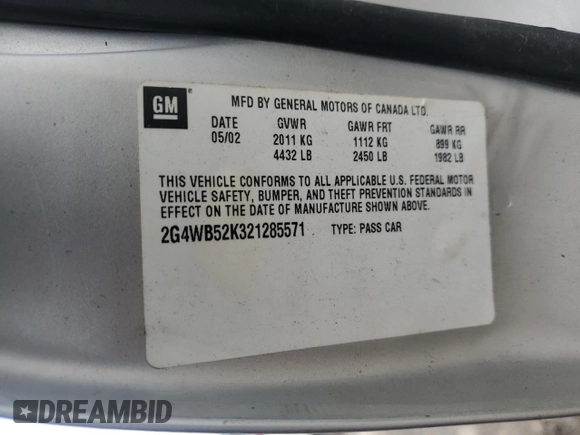 GM ® MFD BY GENERAL MOTORS OF CANADA LTD.
DATE GVWR GAWR FRT GAWR RR
05/02 2011 KG 1112 KG 899 KG
4432 LB 2450 LB 1982 LB
THIS VEHICLE CONFORMS TO ALL APPLICABLE U.S. FEDERAL MOTOR
VEHICLE SAFETY, BUMPER, AND THEFT PREVENTION STANDARDS IN
EFFECT ON THE DATE OF MANUFACTURE SHOWN ABOVE.
2G4WB52K321285571 TYPE: PASS CAR
DREAMBID